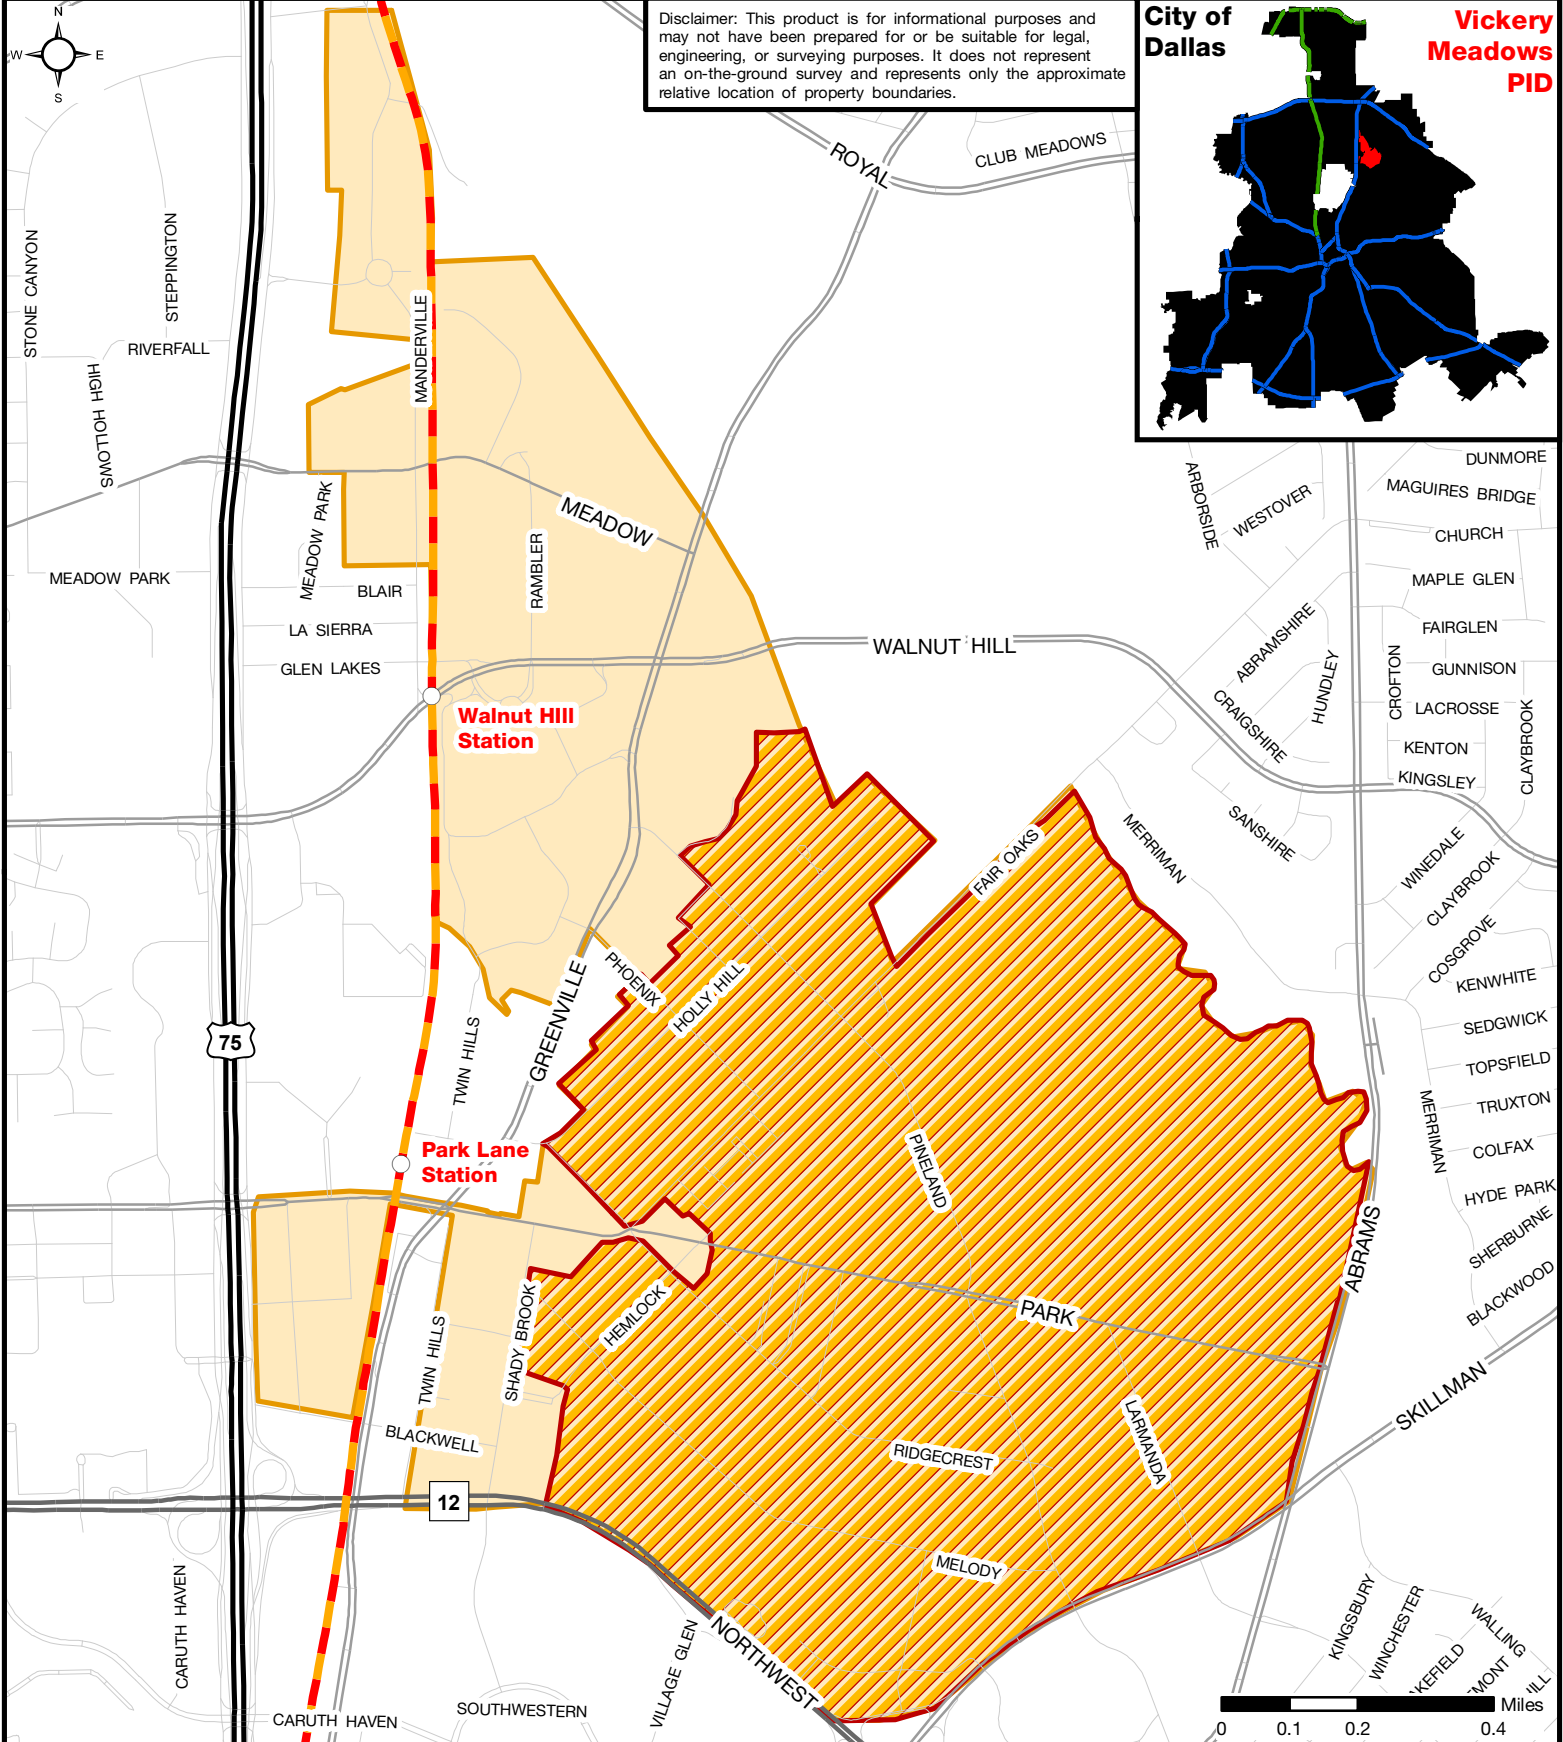 N
W
E
S
Disclaimer: This product is for informational purposes and
may not have been prepared for or be suitable for legal,
engineering, or surveying purposes. It does not represent
an on-the-ground survey and represents only the approximate
relative location of property boundaries.
City of
Dallas
Vickery
Meadows
PID
ROYAL
CLUB MEADOWS
STONE CANYON
STEPPINGTON
RIVERFALL
HIGH HOLLOWS
MANDERVILLE
MEADOW PARK
MEADOW PARK
BLAIR
LA SIERRA
GLEN LAKES
MEADOW
RAMBLER
WALNUT HILL
Walnut HIll
Station
ARBORSIDE
WESTOVER
DUNMORE
MAGUIRES BRIDGE
CHURCH
MAPLE GLEN
FAIRGLEN
GUNNISON
LACROSSE
KENTON
KINGSLEY
CROFTON
CLAYBROOK
ABRAMSHIRE
HUNDLEY
CRAIGSHIRE
SANSHIRE
MERRIMAN
FAIR OAKS
WINEDALE
CLAYBROOK
COSGROVE
KENWHITE
SEDGWICK
TOPSFIELD
TRUXTON
COLFAX
HYDE PARK
SHERBURNE
BLACKWOOD
MERRIMAN
PHOENIX
HOLLY HILL
GREENVILLE
TWIN HILLS
75
Park Lane
Station
PINELAND
ABRAMS
PARK
HEMLOCK
SHADY BROOK
TWIN HILLS
BLACKWELL
LARMANDA
RIDGECREST
SKILLMAN
12
MELODY
NORTHWEST
CARUTH HAVEN
CARUTH HAVEN
SOUTHWESTERN
VILLAGE GLEN
KINGSBURY
WINCHESTER
WALLING
AKEFIELD
EMONT G
HILL
Miles
0
0.1
0.2
0.4